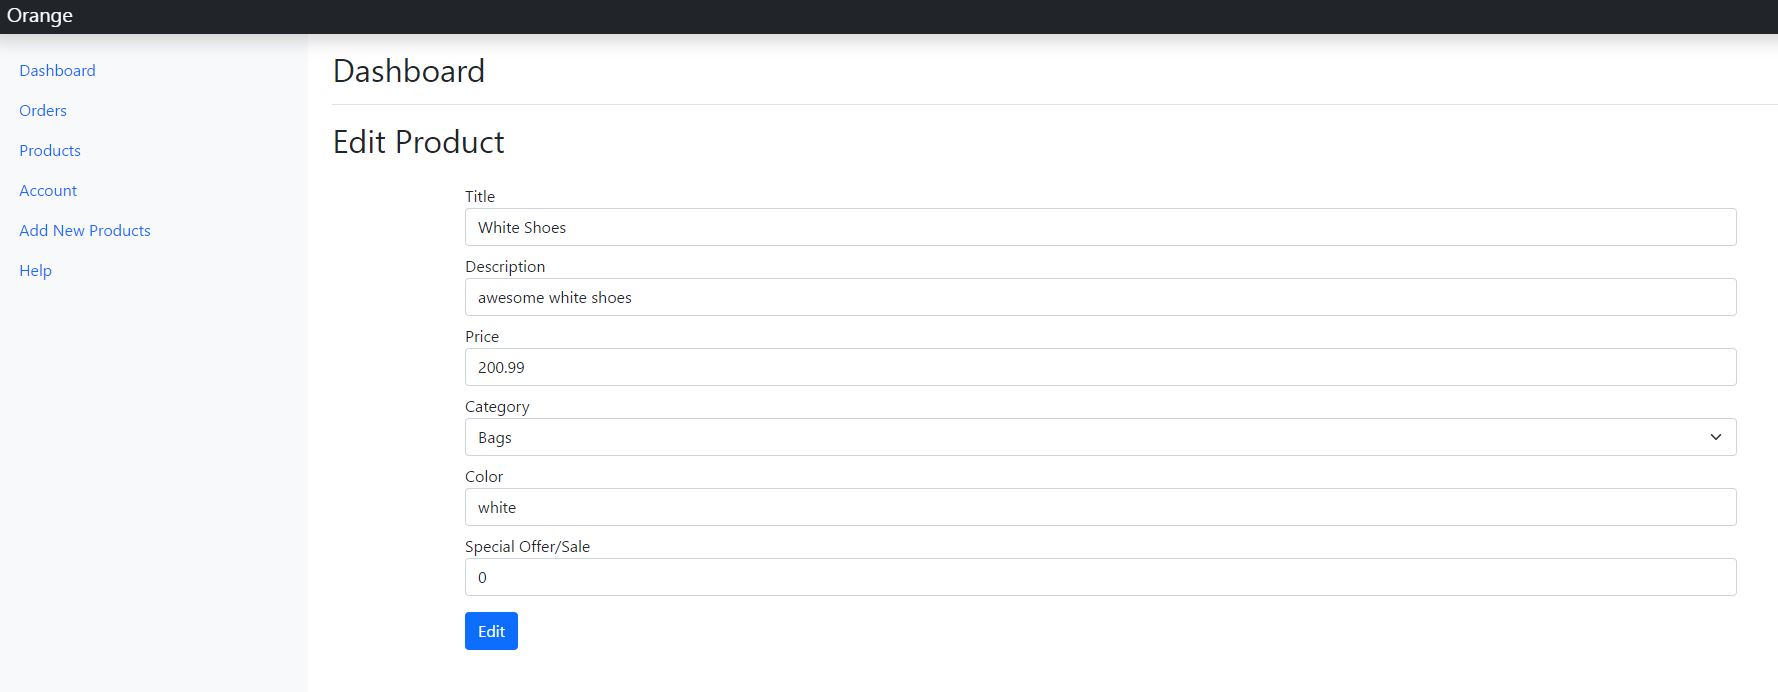 Orange
Dashboard
Orders
Products
Account
Add New Products
Help
Dashboard
Edit Product
Title
White Shoes
Description
awesome white shoes
Price
200.99
Category
Bags
Color
white
Special Offer/Sale
0
Edit